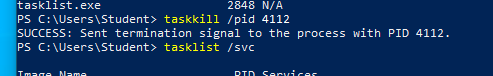 tasklist.exe 2848 N/A
PS C:\Users\Student> taskkill /pid 4112
SUCCESS: Sent termination signal to the process with PID 4112.
PS C:\Users\Student> tasklist /svc
Image Name PID Services